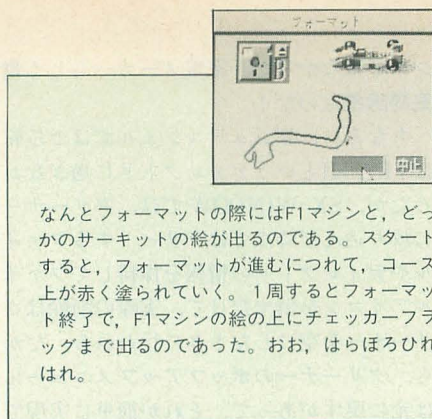 フォーマット
中止
なんとフォーマットの際にはF1マシンと，どっ
かのサーキットの絵が出るのである。スタート
すると，フォーマットが進むにつれて，コース
上が赤く塗られていく。1周するとフォーマッ
ト終了で，F1マシンの絵の上にチェッカーフラ
ッグまで出るのであった。おお，はらほろひれ
はれ。